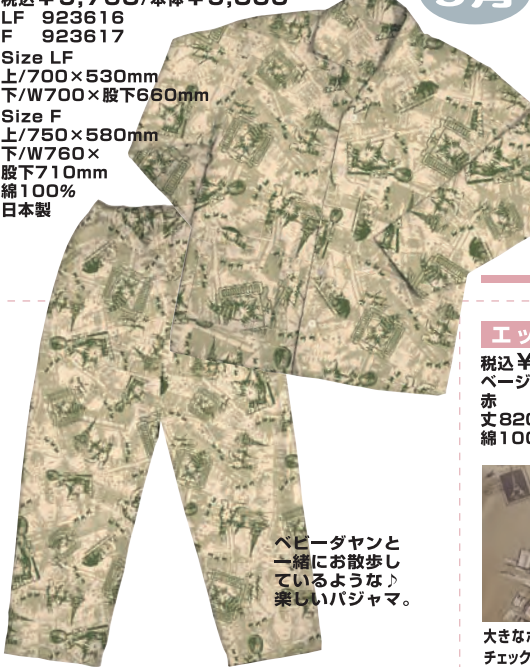 LF 923616
F 923617
Size LF
上/700×530mm
下/W700×股下660mm
Size F
上/750×580mm
下/W760×
股下710mm
綿100%
日本製
ベビーダヤンと
一緒にお散歩し
ているような♪
楽しいパジャマ。
エッ
税込¥
ベージ
赤
丈820
綿100
大きな
チェック